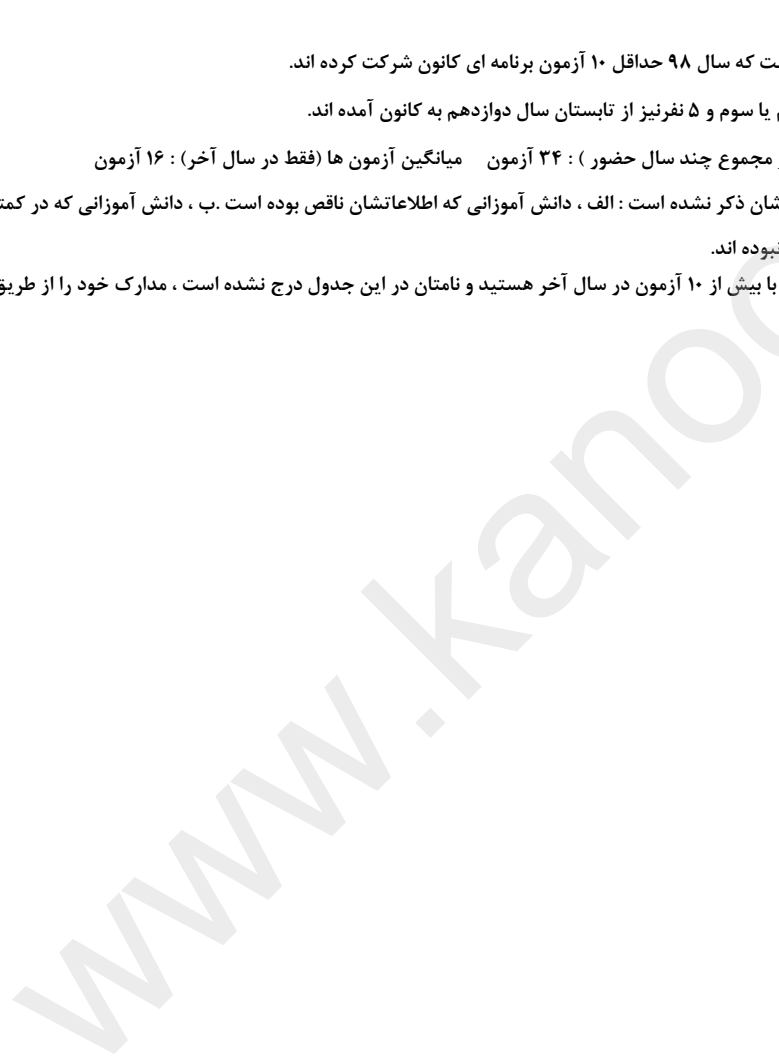 که سال ۹۸ حداقل ۱۰ آزمون برنامه ای کانون شرکت کرده اند.
یا سوم و ۵ نفرنیز از تابستان سال دوازدهم به کانون آمده اند.
مجموع چند سال حضور ) : ۳۴ آزمون میانگین آزمون ها (فقط در سال آخر) : ۱۶ آزمون
شان ذکر نشده است : الف ، دانش آموزانی که اطلاعاتشان ناقص بوده است .ب ، دانش آموزانی که در
نبوده اند.
با بیش از ۱۰ آزمون در سال آخر هستید و نامتان در این جدول درج نشده است ، مدارک خود را از طریق
www.kanoo